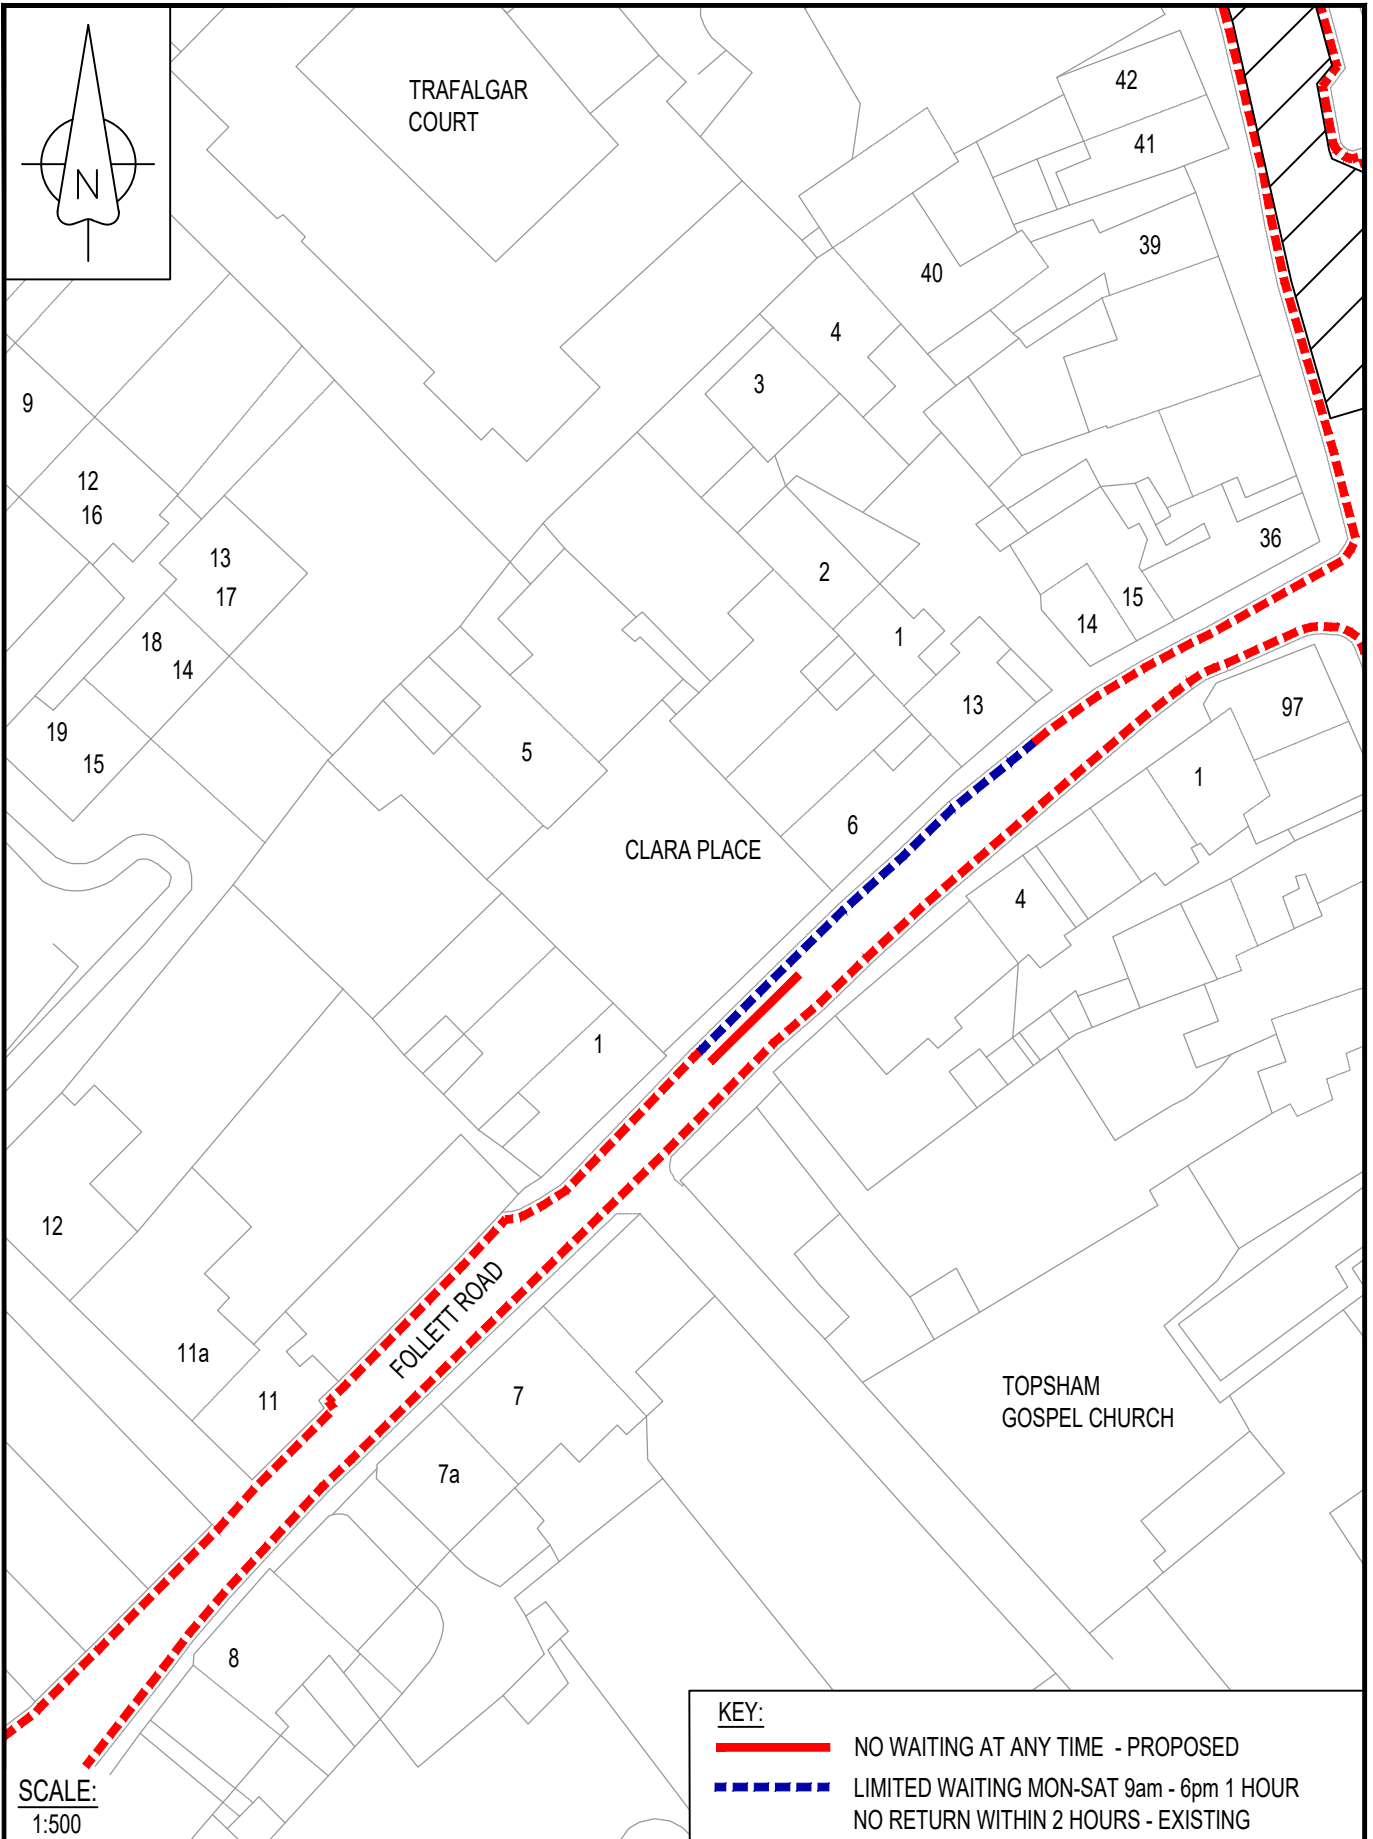 N
TRAFALGAR
COURT
42
41
39
40
4
3
9
12
16
13
17
18
14
19
15
2
1
36
15
14
13
97
1
5
6
CLARA PLACE
4
1
12
11a
11
FOLLETT ROAD
7
7a
TOPSHAM
GOSPEL CHURCH
8
SCALE:
1:500
KEY:
NO WAITING AT ANY TIME - PROPOSED
LIMITED WAITING MON-SAT 9am - 6pm 1 HOUR
NO RETURN WITHIN 2 HOURS - EXISTING